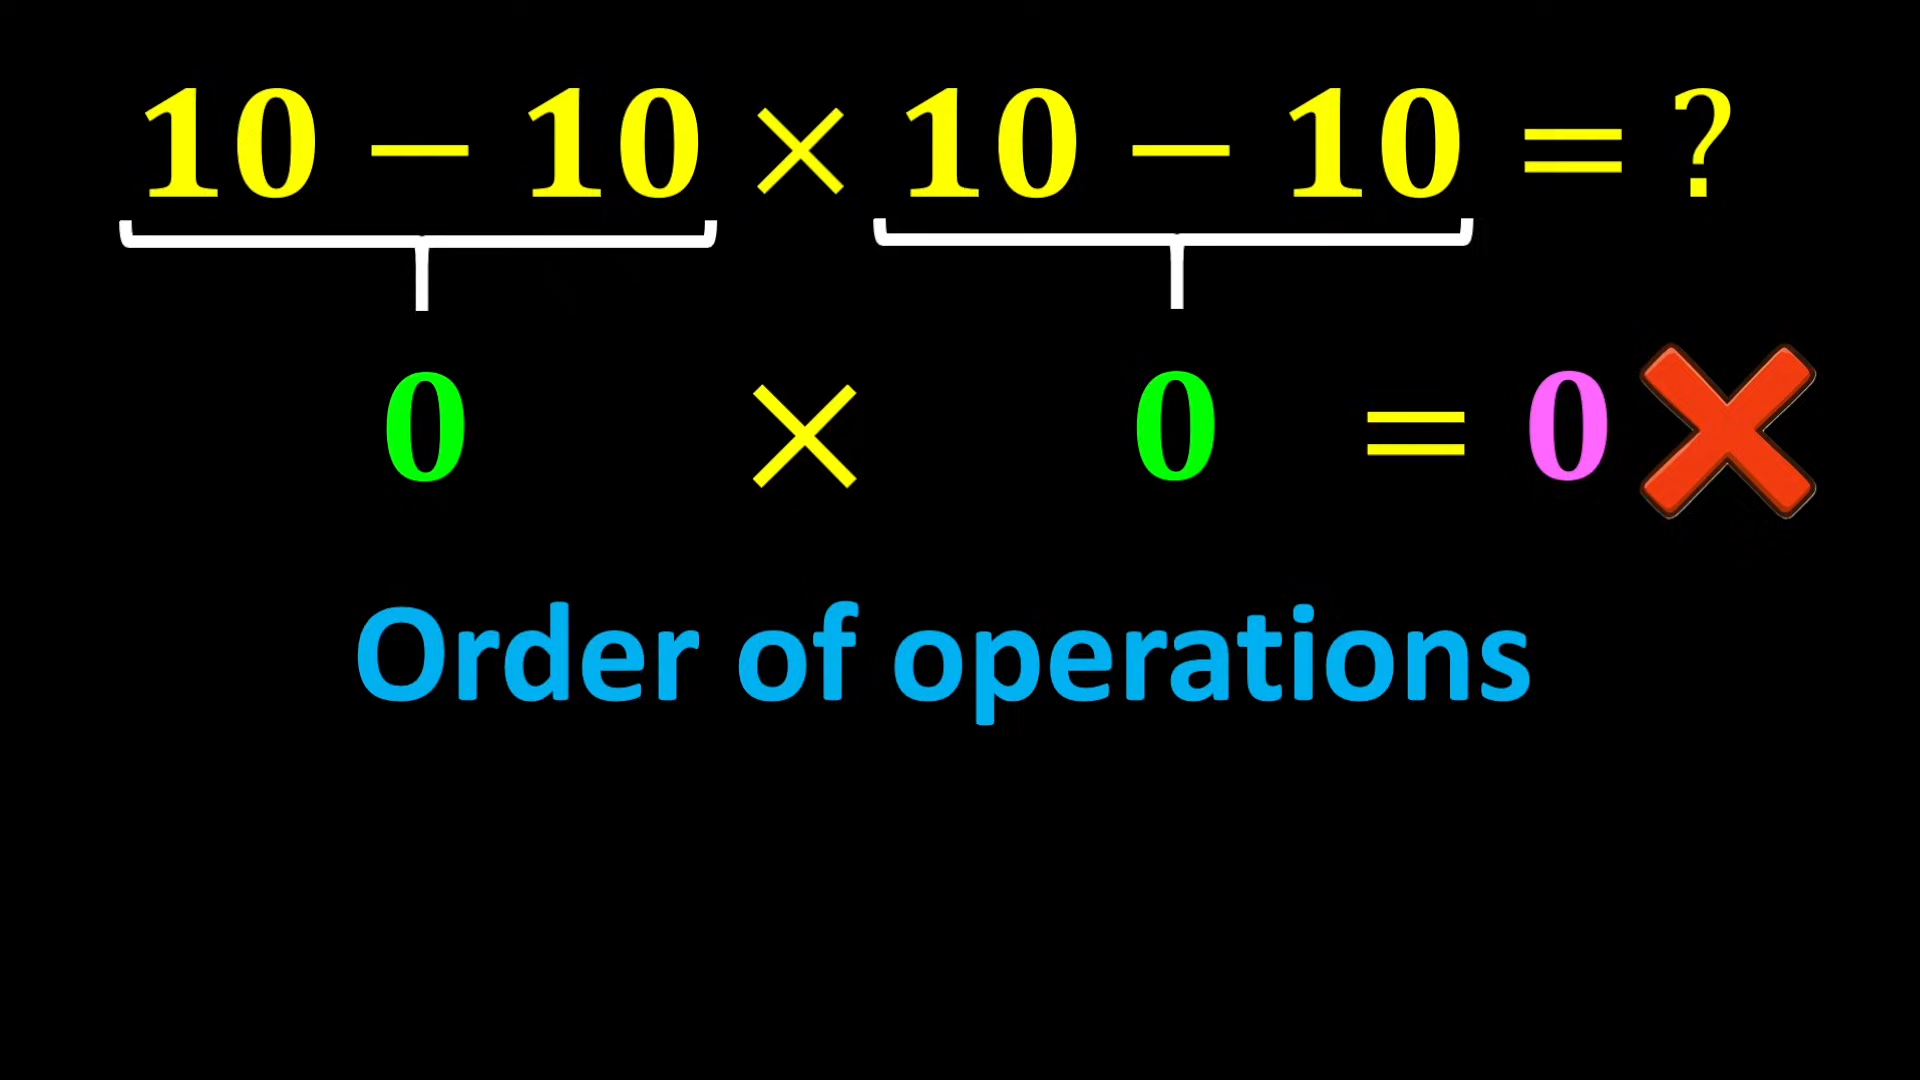 10 − 10 × 10 − 10 = ?
0 × 0 = 0
Order of operations